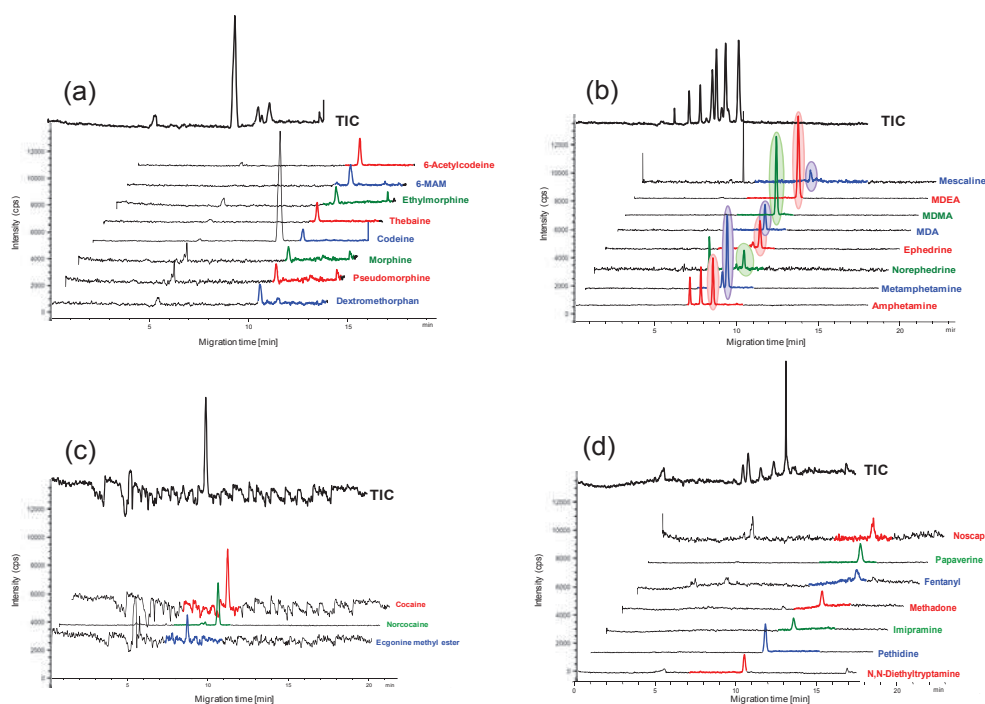 (a)
TIC
Intensity (cps)
12000
10000
8000
6000
4000
2000
0
6-Acetylcodeine
6-MAM
Ethylmorphine
Thebaine
Codeine
Morphine
Pseudomorphine
Dextromethorphan
5
10
15
min
Migration time [min]
(b)
TIC
Intensity (cps)
12000
10000
8000
6000
4000
2000
0
Mescaline
MDEA
MDMA
MDA
Ephedrine
Norephedrine
Metamphetamine
Amphetamine
5
10
15
20
min
Migration time [min]
(c)
TIC
Intensity (cps)
12000
10000
8000
6000
4000
2000
0
Cocaine
Norcocaine
Ecgonine methyl ester
5
10
15
20
min
Migration time [min]
(d)
TIC
Intensity (cps)
12000
10000
8000
6000
4000
2000
0
Noscap
Papaverine
Fentanyl
Methadone
Imipramine
Pethidine
N,N-Diethyltryptamine
0
5
10
15
20
min
Migration time [min]